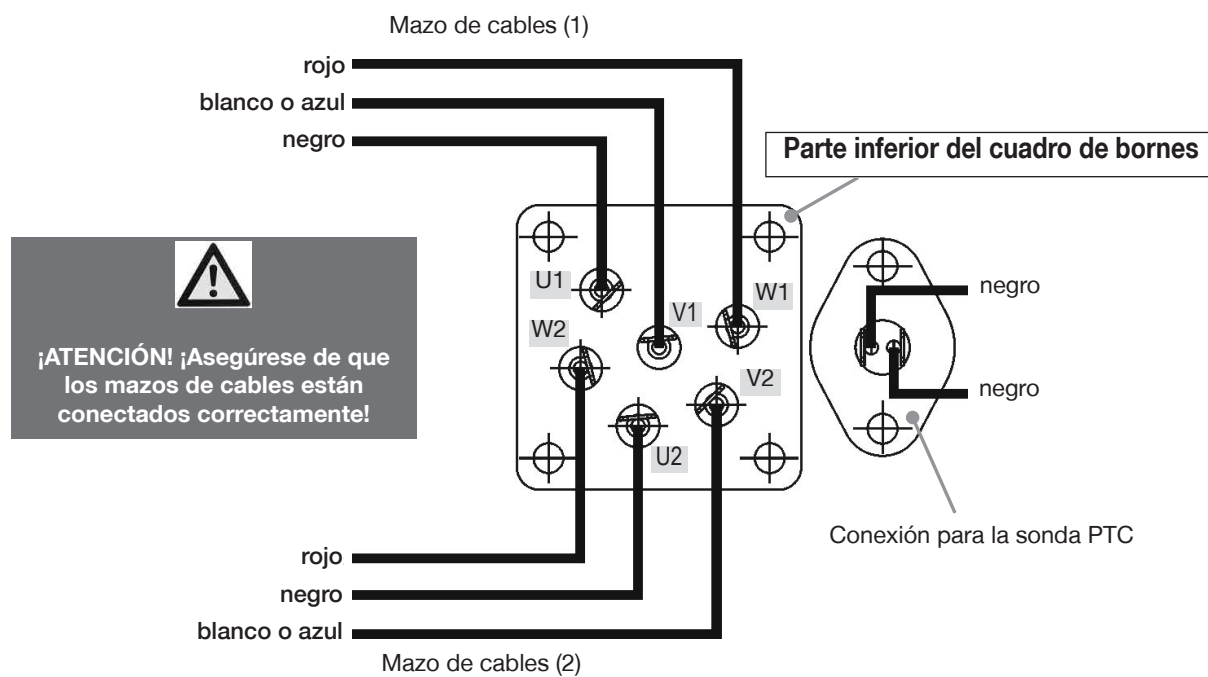 Mazo de cables (1)
rojo
blanco o azul
negro
Parte inferior del cuadro de bornes
¡ATENCIÓN! ¡Asegúrese de que
los mazos de cables están
conectados correctamente!
U1
V1
W1
W2
V2
U2
negro
negro
Conexión para la sonda PTC
rojo
negro
blanco o azul
Mazo de cables (2)